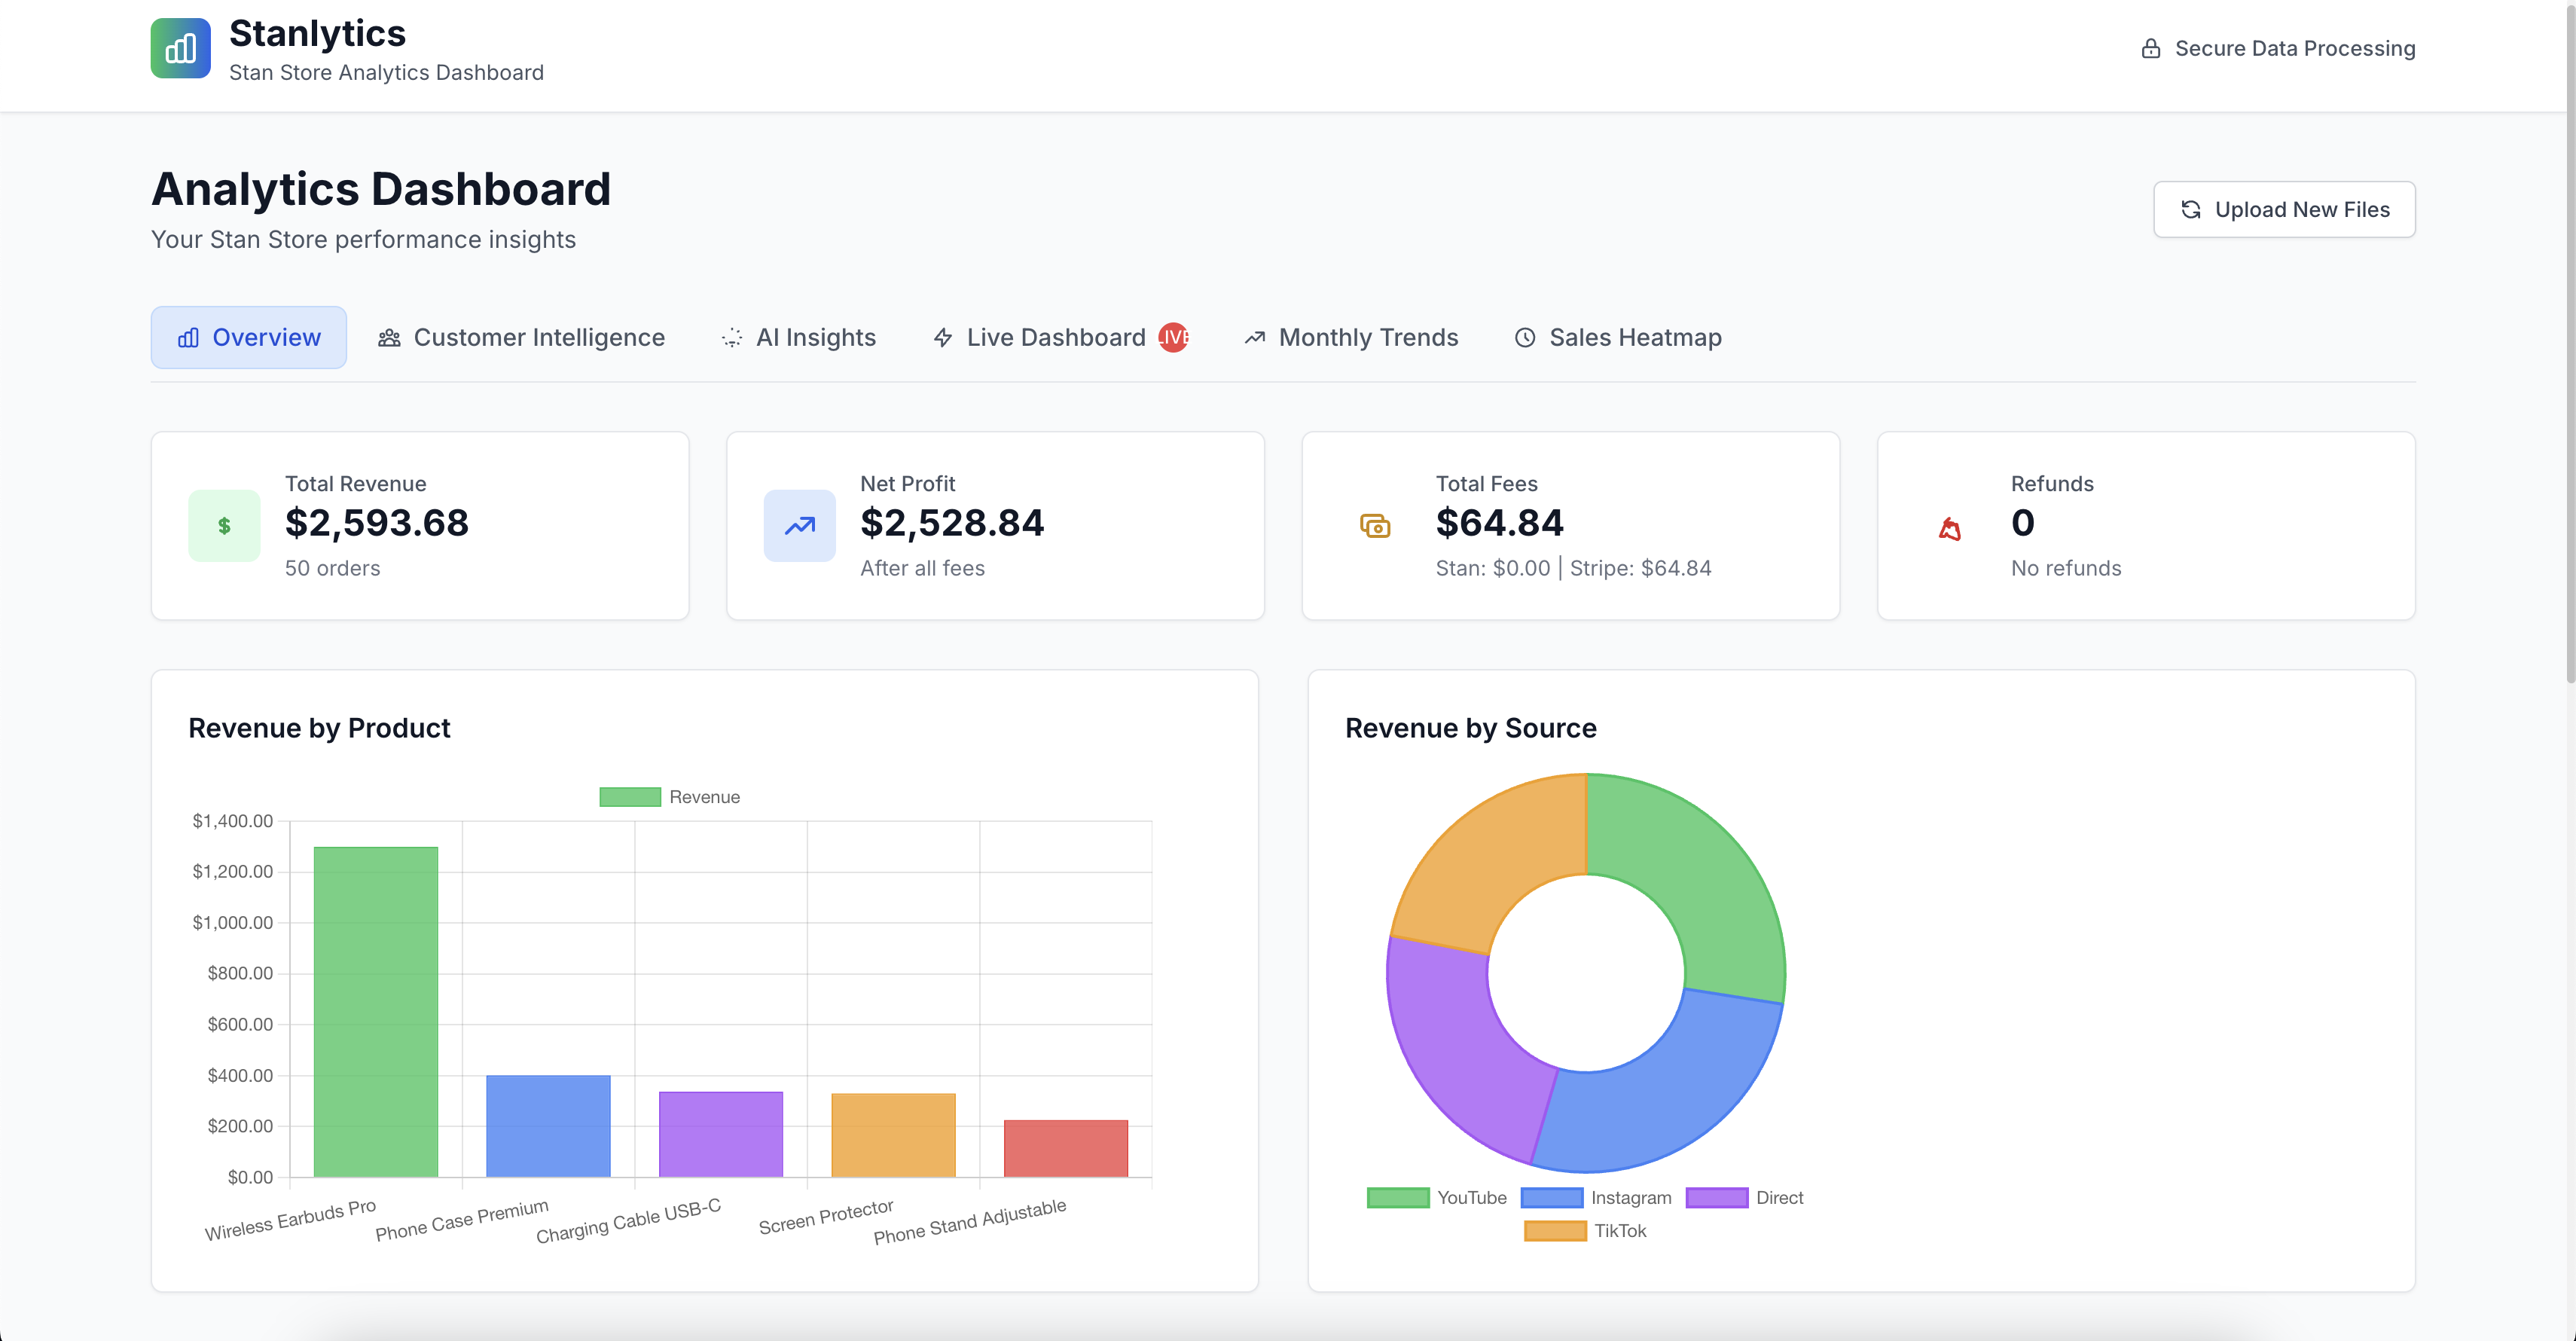 Stanlytics
Stan Store Analytics Dashboard
Secure Data Processing
Analytics Dashboard
Your Stan Store performance insights
Upload New Files
Overview
Customer Intelligence
AI Insights
Live Dashboard
LIVE
Monthly Trends
Sales Heatmap
Total Revenue
$2,593.68
50 orders
Net Profit
$2,528.84
After all fees
Total Fees
$64.84
Stan: $0.00 | Stripe: $64.84
Refunds
0
No refunds
Revenue by Product
Revenue
$1,400.00
$1,200.00
$1,000.00
$800.00
$600.00
$400.00
$200.00
$0.00
Wireless Earbuds Pro
Phone Case Premium
Charging Cable USB-C
Screen Protector
Phone Stand Adjustable
Revenue by Source
YouTube
Instagram
Direct
TikTok